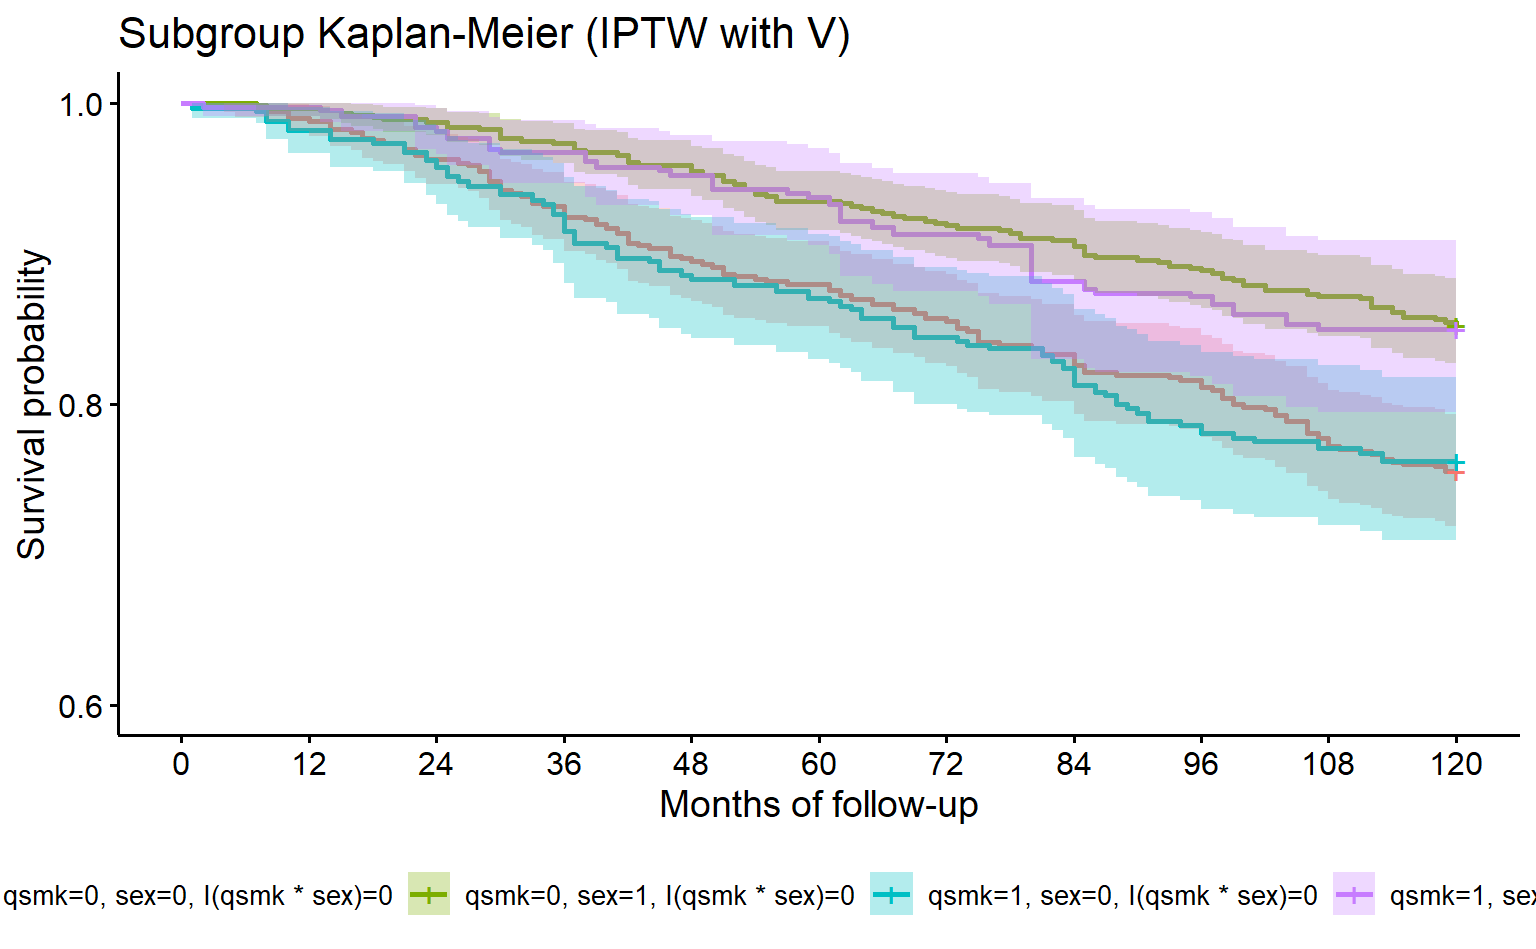 Subgroup Kaplan-Meier (IPTW with V)
Survival probability
1.0
0.8
0.6
0 12 24 36 48 60 72 84 96 108 120
Months of follow-up
qsmk=0, sex=0, I(qsmk * sex)=0 qsmk=0, sex=1, I(qsmk * sex)=0 qsmk=1, sex=0, I(qsmk * sex)=0 qsmk=1, sex